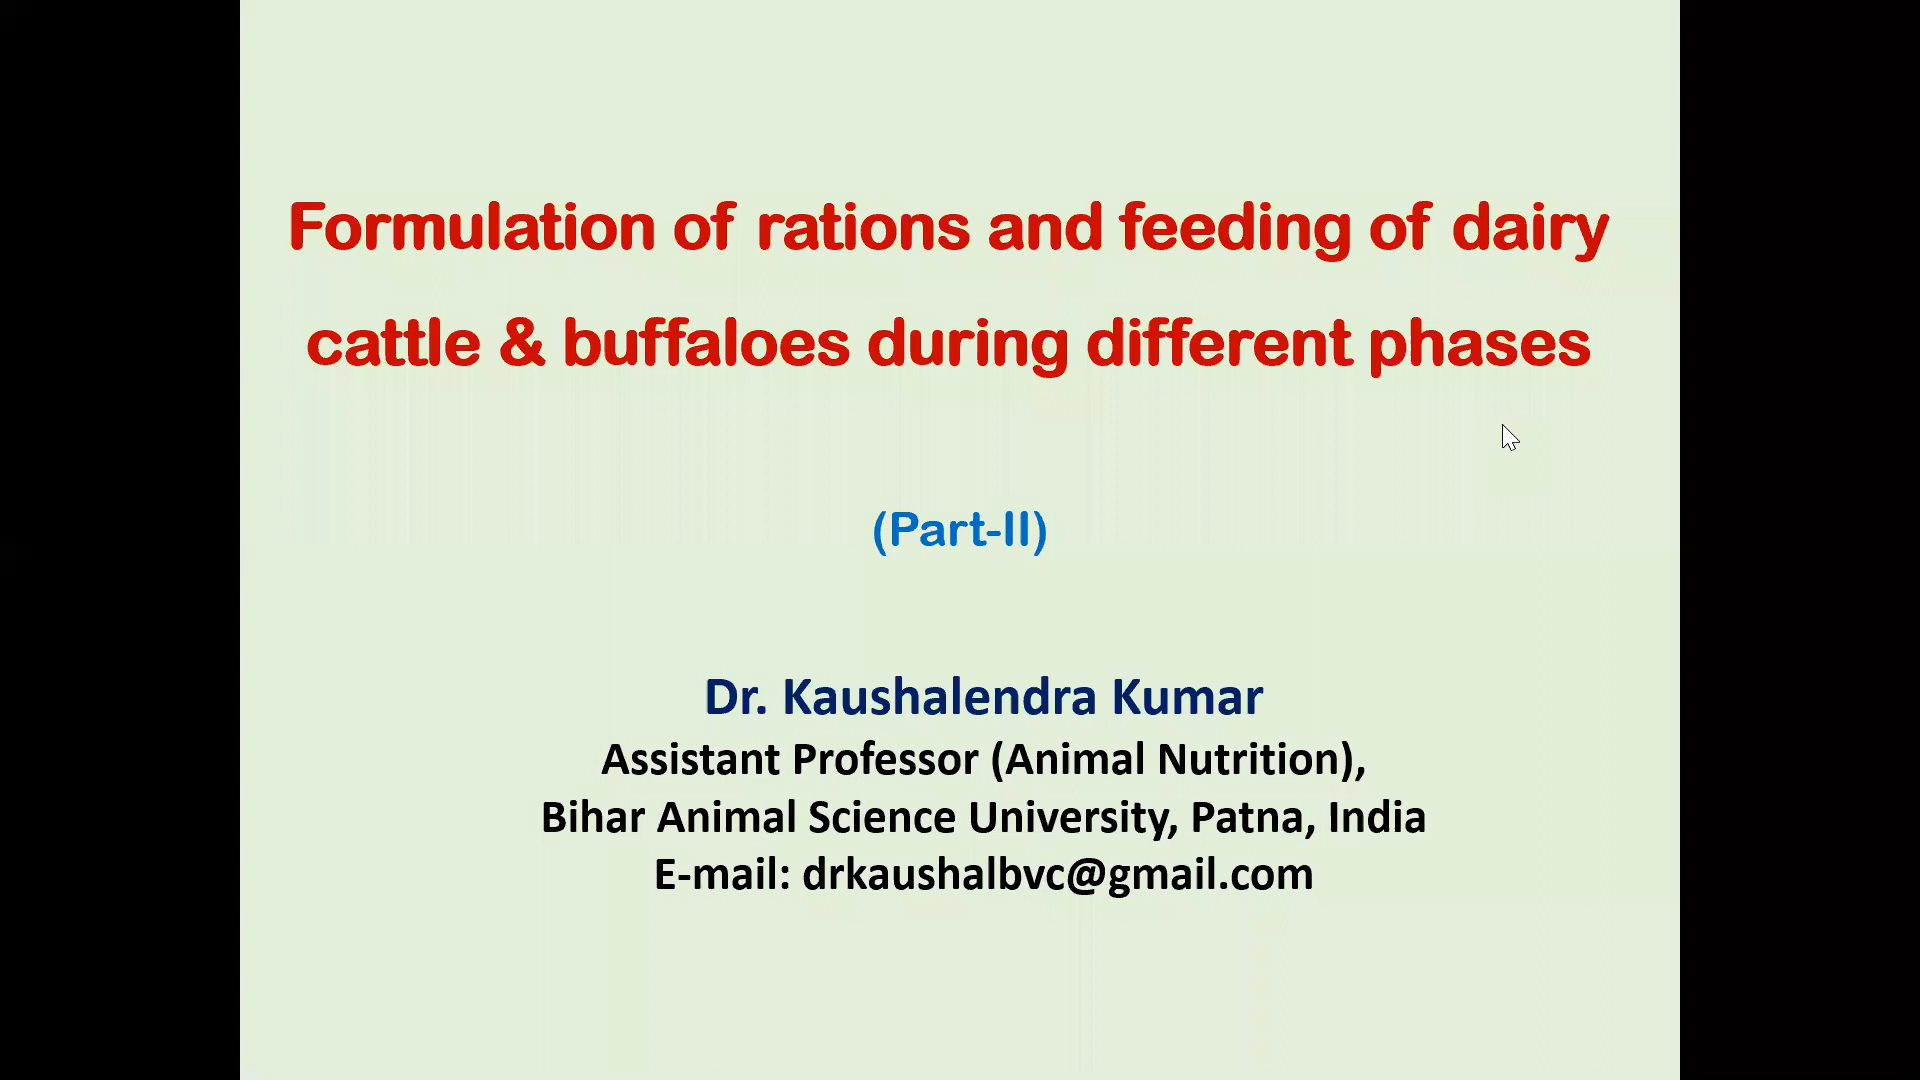 Formulation of rations and feeding of dairy
cattle & buffaloes during different phases
(Part-II)
Dr. Kaushalendra Kumar
Assistant Professor (Animal Nutrition),
Bihar Animal Science University, Patna, India
E-mail: drkaushalbvc@gmail.com